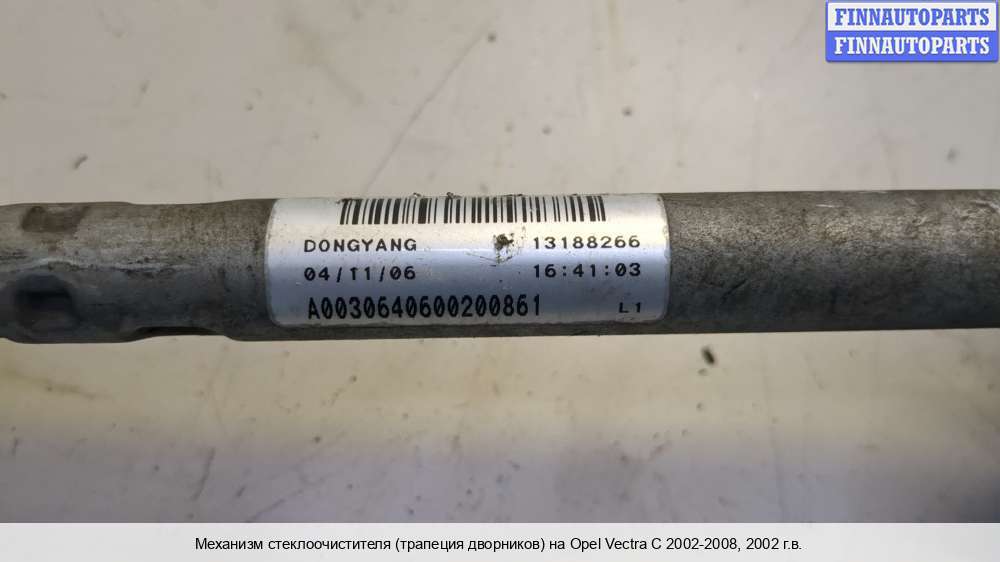 FINNAUTOPARTS
FINNAUTOPARTS
DONGYANG 13188266
04/11/06 16:41:03
A0030640600200861 L1
Механизм стеклоочистителя (трапеция дворников) на Opel Vectra C 2002-2008, 2002 г.в.